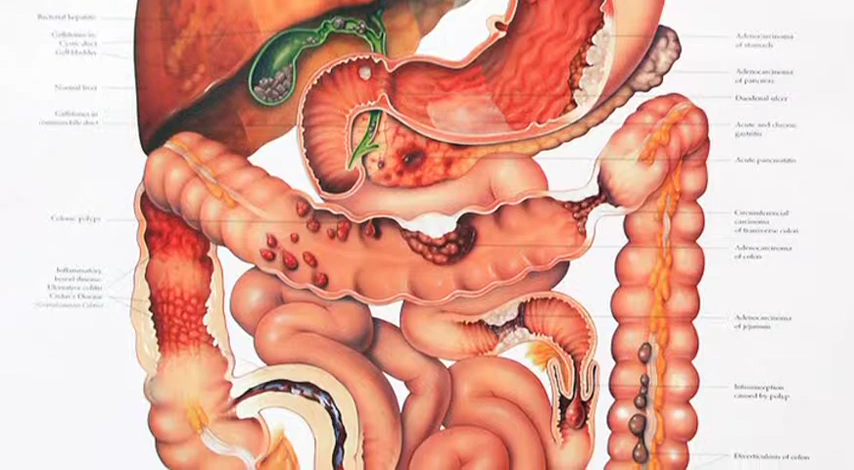 Bacterial hepatitis
Gallstones in:
Cystic duct
Gall bladder
Normal liver
Gallstones in
common bile duct
Colonic polyps
Inflammatory
bowel disease:
Ulcerative colitis
Crohn's Disease
Adenocarcinoma
of stomach
Adenocarcinoma
of pancreas
Duodenal ulcer
Acute and chronic
gastritis
Acute pancreatitis
Circumferencial
carcinoma
of transverse colon
Adenocarcinoma
of colon
Adenocarcinoma
of jejunum
Intussusception
caused by polyp
Diverticulosis of colon